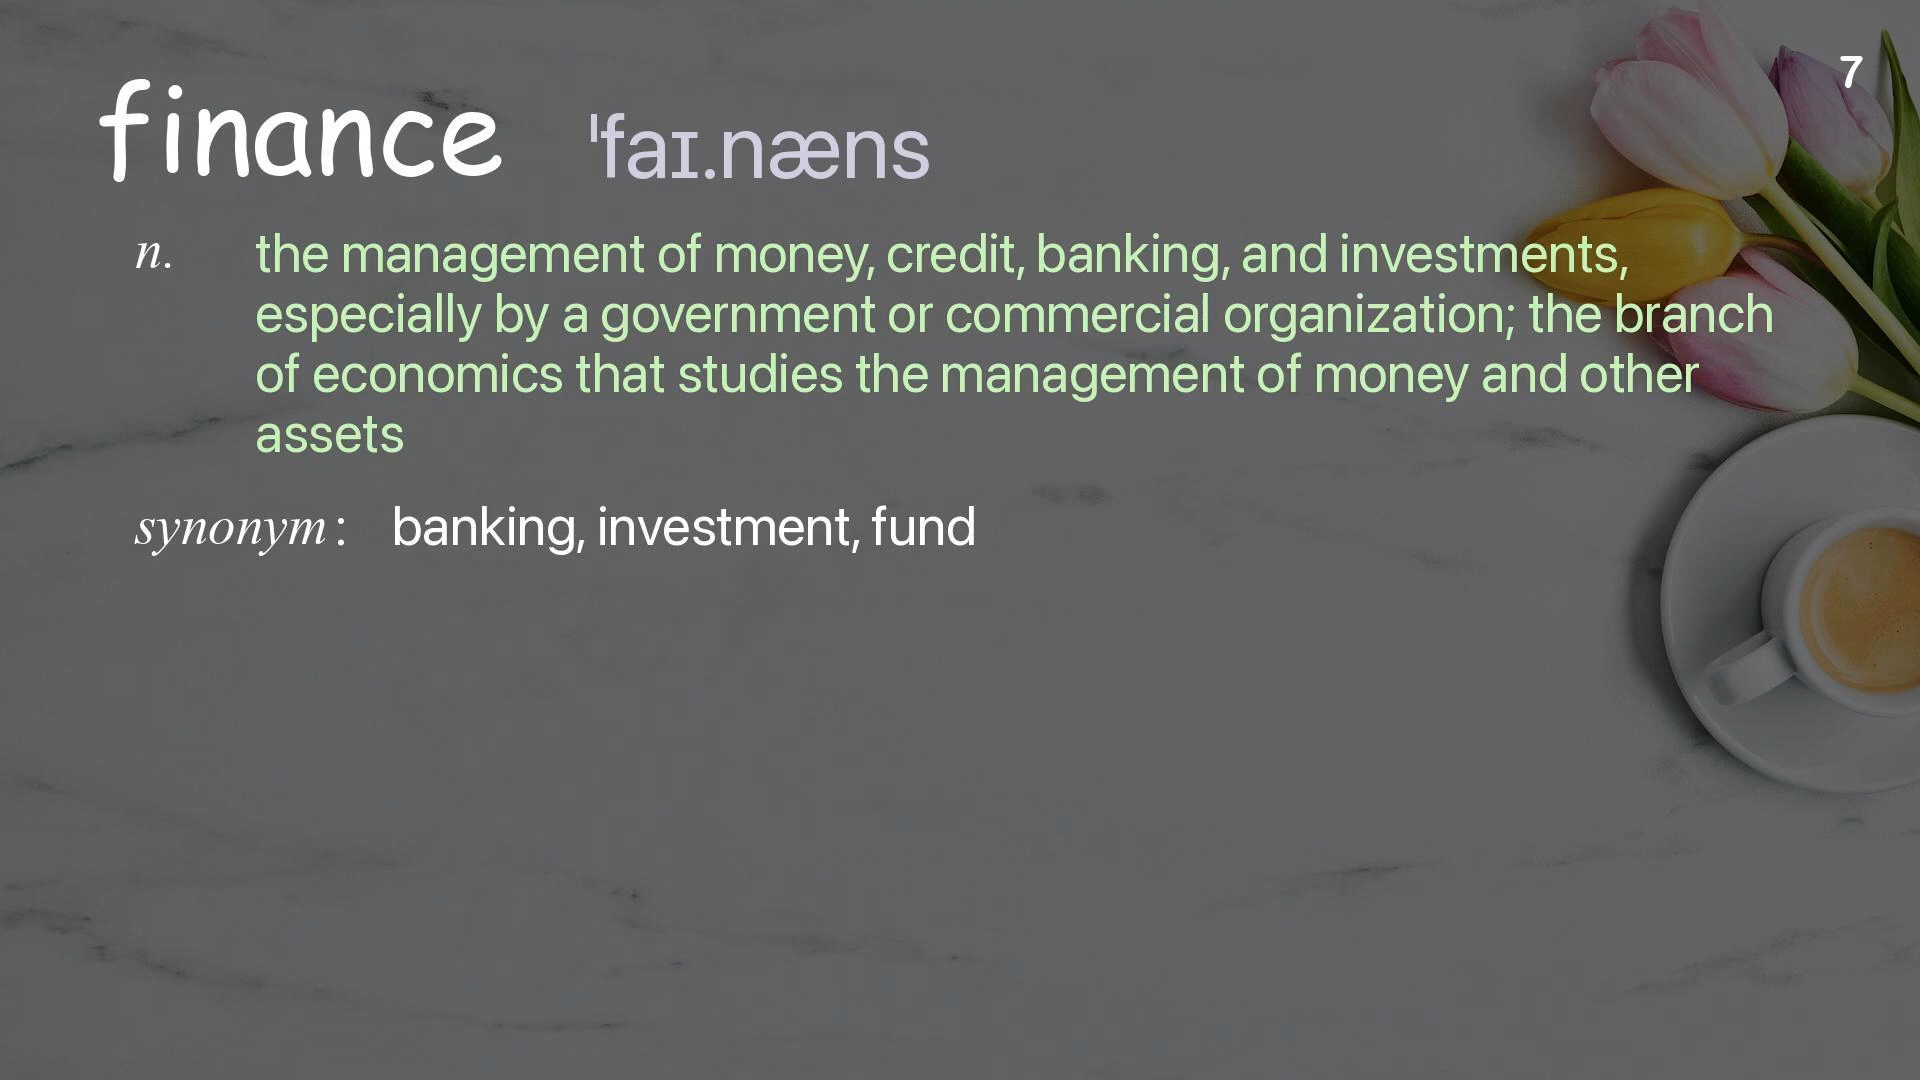 7
finance ˈfaɪ.næns
n. the management of money, credit, banking, and investments,
especially by a government or commercial organization; the branch
of economics that studies the management of money and other
assets
synonym: banking, investment, fund